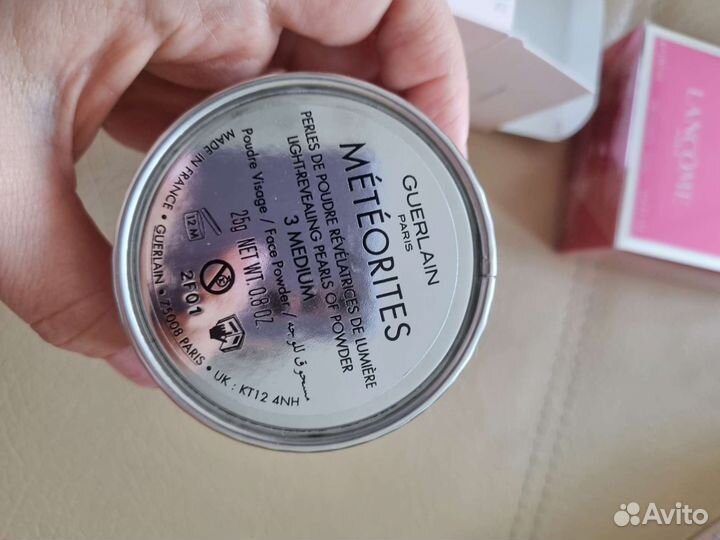 GUERLAIN
PARIS
MÉTÉORITES
PERLES DE POUDRE RÉVÉLATRICES DE LUMIÈRE
LIGHT-REVEALING PEARLS OF POWDER
3 MEDIUM
Poudre Visage / Face Powder / مسحوق للوجه
25g NET WT. 0.8 OZ.
12 M
2F01
MADE IN FRANCE • GUERLAIN • 75008 PARIS • UK : KT12 4NH
LANCÔME
Avito